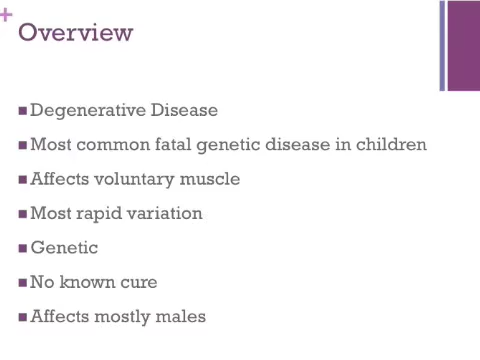 +
Overview
■ Degenerative Disease
■ Most common fatal genetic disease in children
■ Affects voluntary muscle
■ Most rapid variation
■ Genetic
■ No known cure
■ Affects mostly males